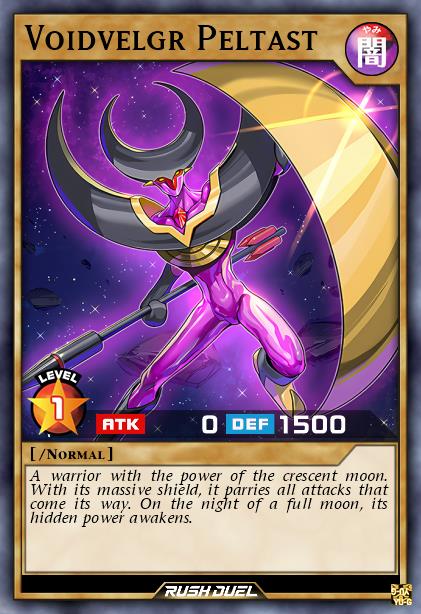 Voidvelgr Peltast
やみ
闇
LEVEL
1
ATK 0 DEF 1500
[/Normal]
A warrior with the power of the crescent moon.
With its massive shield, it parries all attacks that
come its way. On the night of a full moon, its
hidden power awakens.
RUSH DUEL